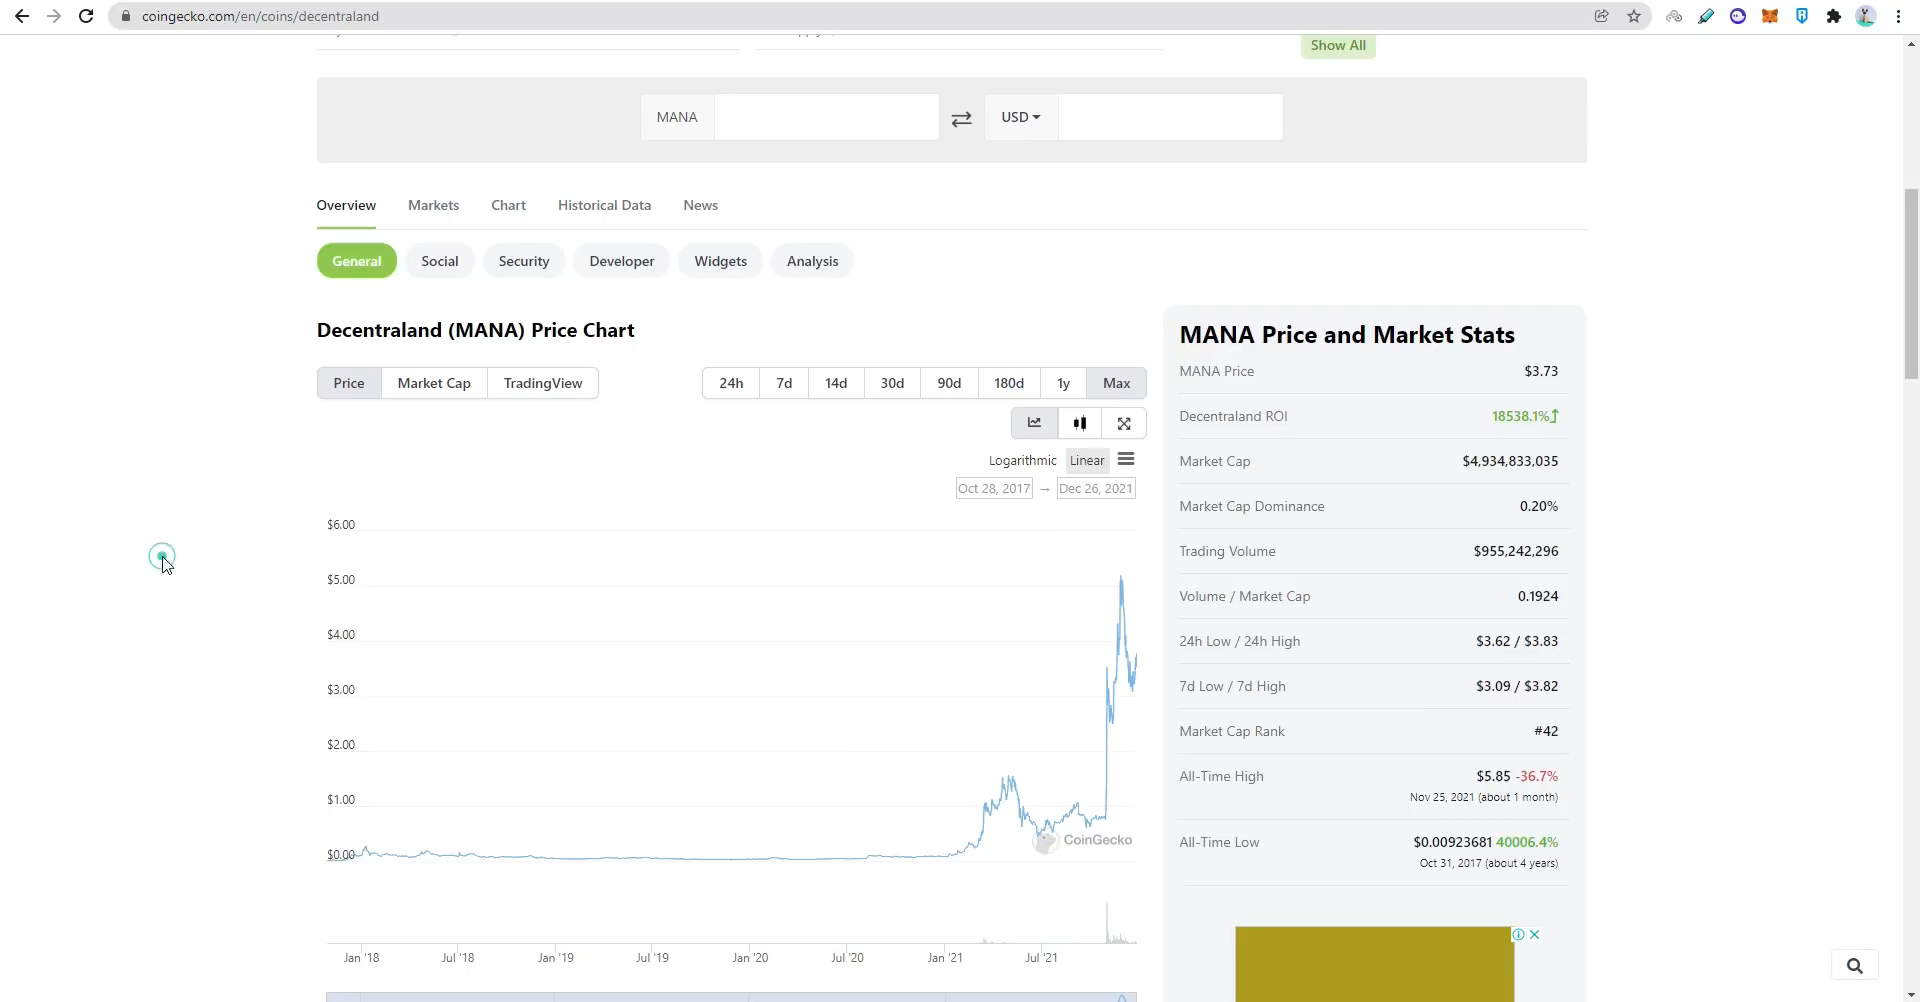 coingecko.com/en/coins/decentraland
Show All
MANA
USD
Overview Markets Chart Historical Data News
General Social Security Developer Widgets Analysis
Decentraland (MANA) Price Chart
Price Market Cap TradingView
24h 7d 14d 30d 90d 180d 1y Max
Logarithmic Linear
Oct 28, 2017 → Dec 26, 2021
$6.00
$5.00
$4.00
$3.00
$2.00
$1.00
$0.00
CoinGecko
Jan '18 Jul '18 Jan '19 Jul '19 Jan '20 Jul '20 Jan '21 Jul '21
MANA Price and Market Stats
MANA Price $3.73
Decentraland ROI 18538.1%
Market Cap $4,934,833,035
Market Cap Dominance 0.20%
Trading Volume $955,242,296
Volume / Market Cap 0.1924
24h Low / 24h High $3.62 / $3.83
7d Low / 7d High $3.09 / $3.82
Market Cap Rank #42
All-Time High $5.85 -36.7%
Nov 25, 2021 (about 1 month)
All-Time Low $0.00923681 40006.4%
Oct 31, 2017 (about 4 years)